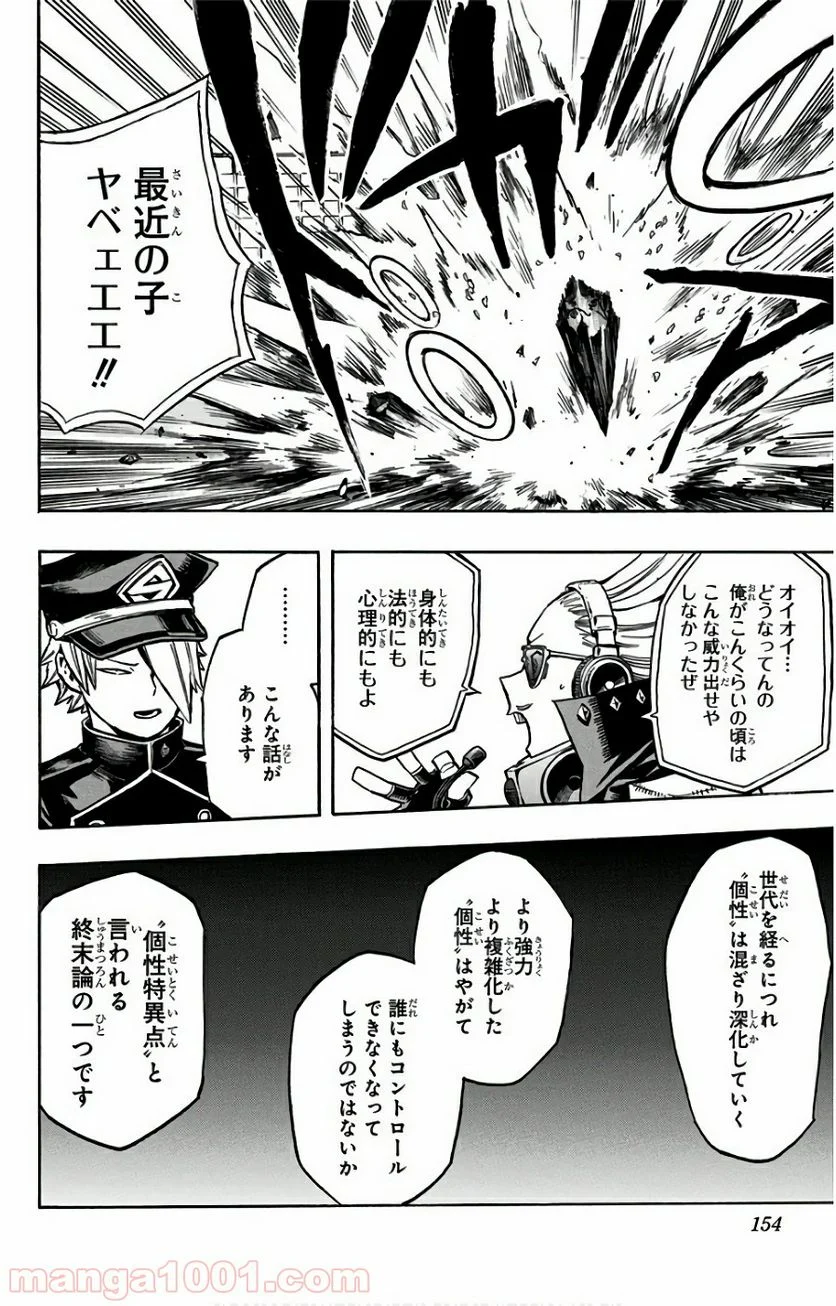 最近の子
ヤベェエエ!!
オイオイ…
どうなってんの
俺がこんくらいの頃は
こんな威力出せや
しなかったぜ
身体的にも
法的にも
心理的にもよ
………
こんな話が
あります
世代を経るにつれ
〝個性〟は混ざり深化していく
より強力
より複雑化した
〝個性〟はやがて
誰にもコントロール
できなくなって
しまうのではないか
〝個性特異点〟と
言われる
終末論の一つです
154
manga1001.com